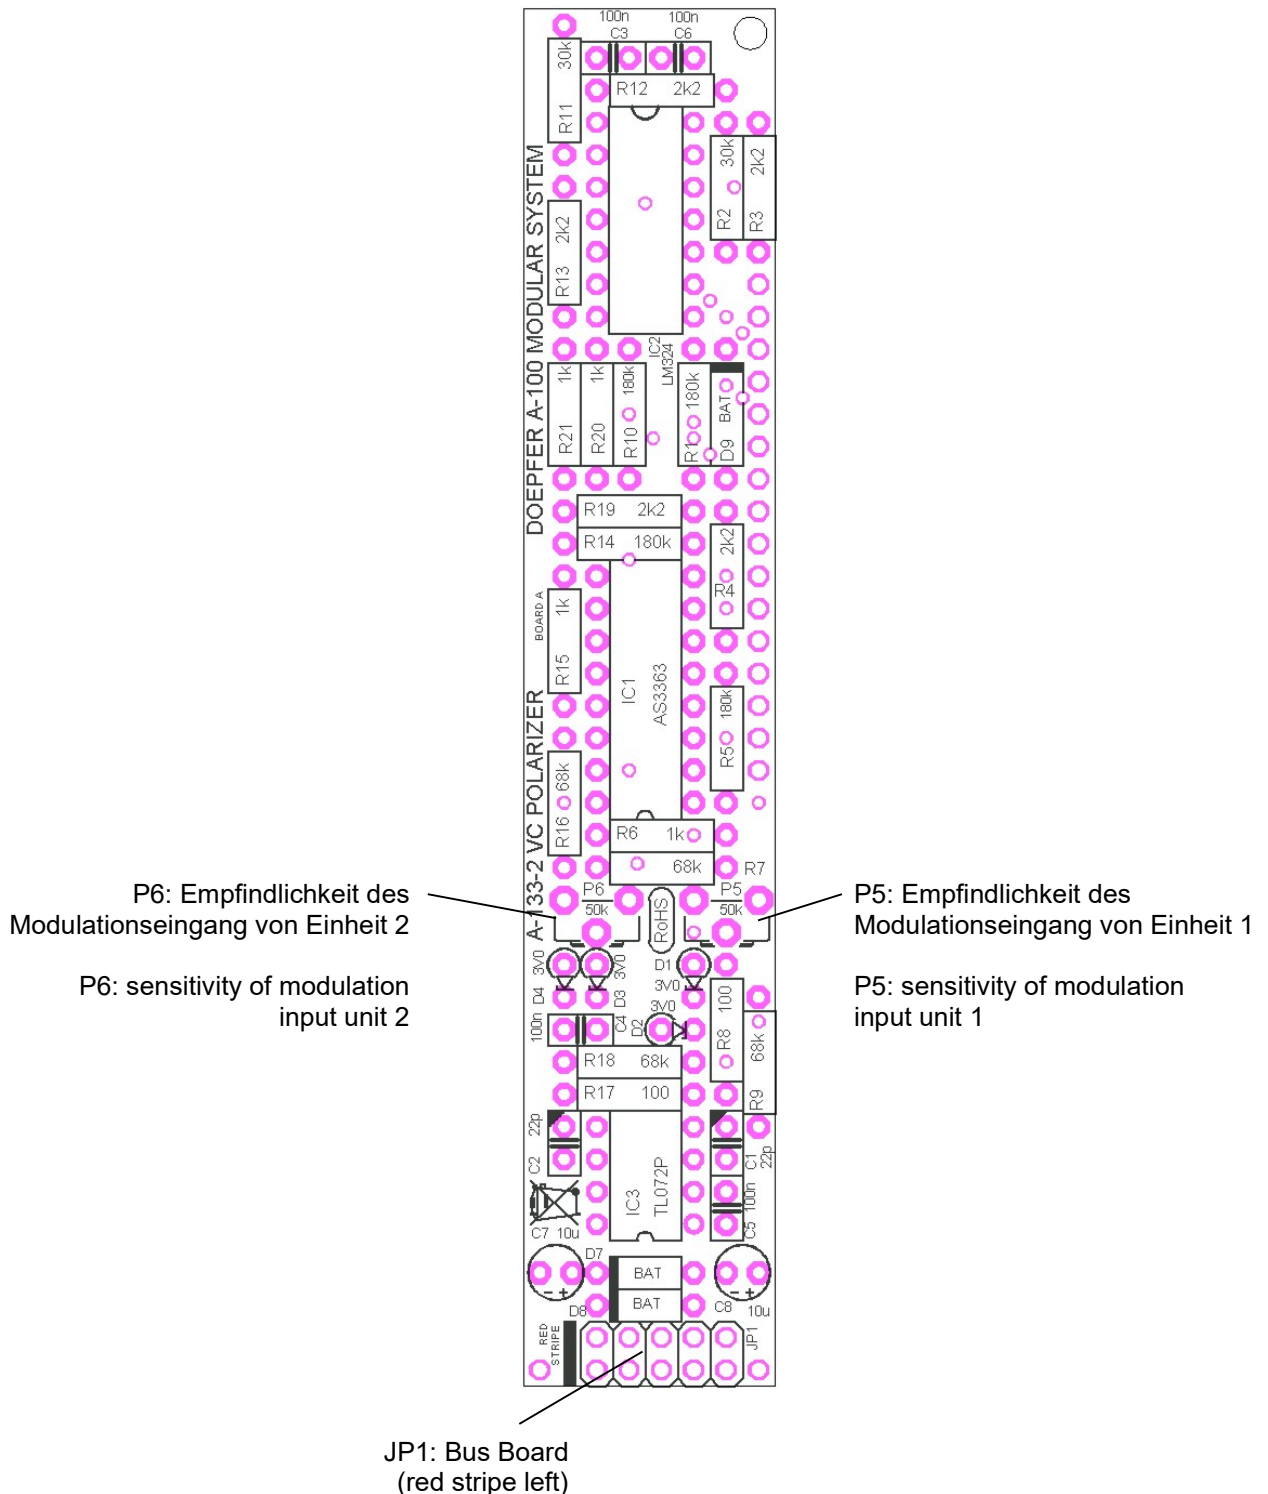 100n
C3
100n
C6
30k
R11
R12 2k2
30k
R2
2k2
R3
2k2
R13
DOEPFER A-100 MODULAR SYSTEM
IC2
LM324
1k
R21
1k
R20
180k
R10
180k
R1
BAT
D9
R19 2k2
R14 180k
2k2
R4
BOARD A
1k
R15
IC1
AS3363
180k
R5
A-133-2 VC POLARIZER
68k
R16
R6 1k
68k
R7
P6
50k
RoHS
P5
50k
P6: Empfindlichkeit des
Modulationseingang von Einheit 2
P6: sensitivity of modulation
input unit 2
P5: Empfindlichkeit des
Modulationseingang von Einheit 1
P5: sensitivity of modulation
input unit 1
3V0
D4
3V0
D3
D1
3V0
3V0
D2
100n
C4
100
R8
68k
R9
R18 68k
R17 100
22p
C2
IC3
TL072P
C1
22p
100n
C5
C7 10u
D7
BAT
D8
BAT
C8
10u
RED
STRIPE
JP1
JP1: Bus Board
(red stripe left)